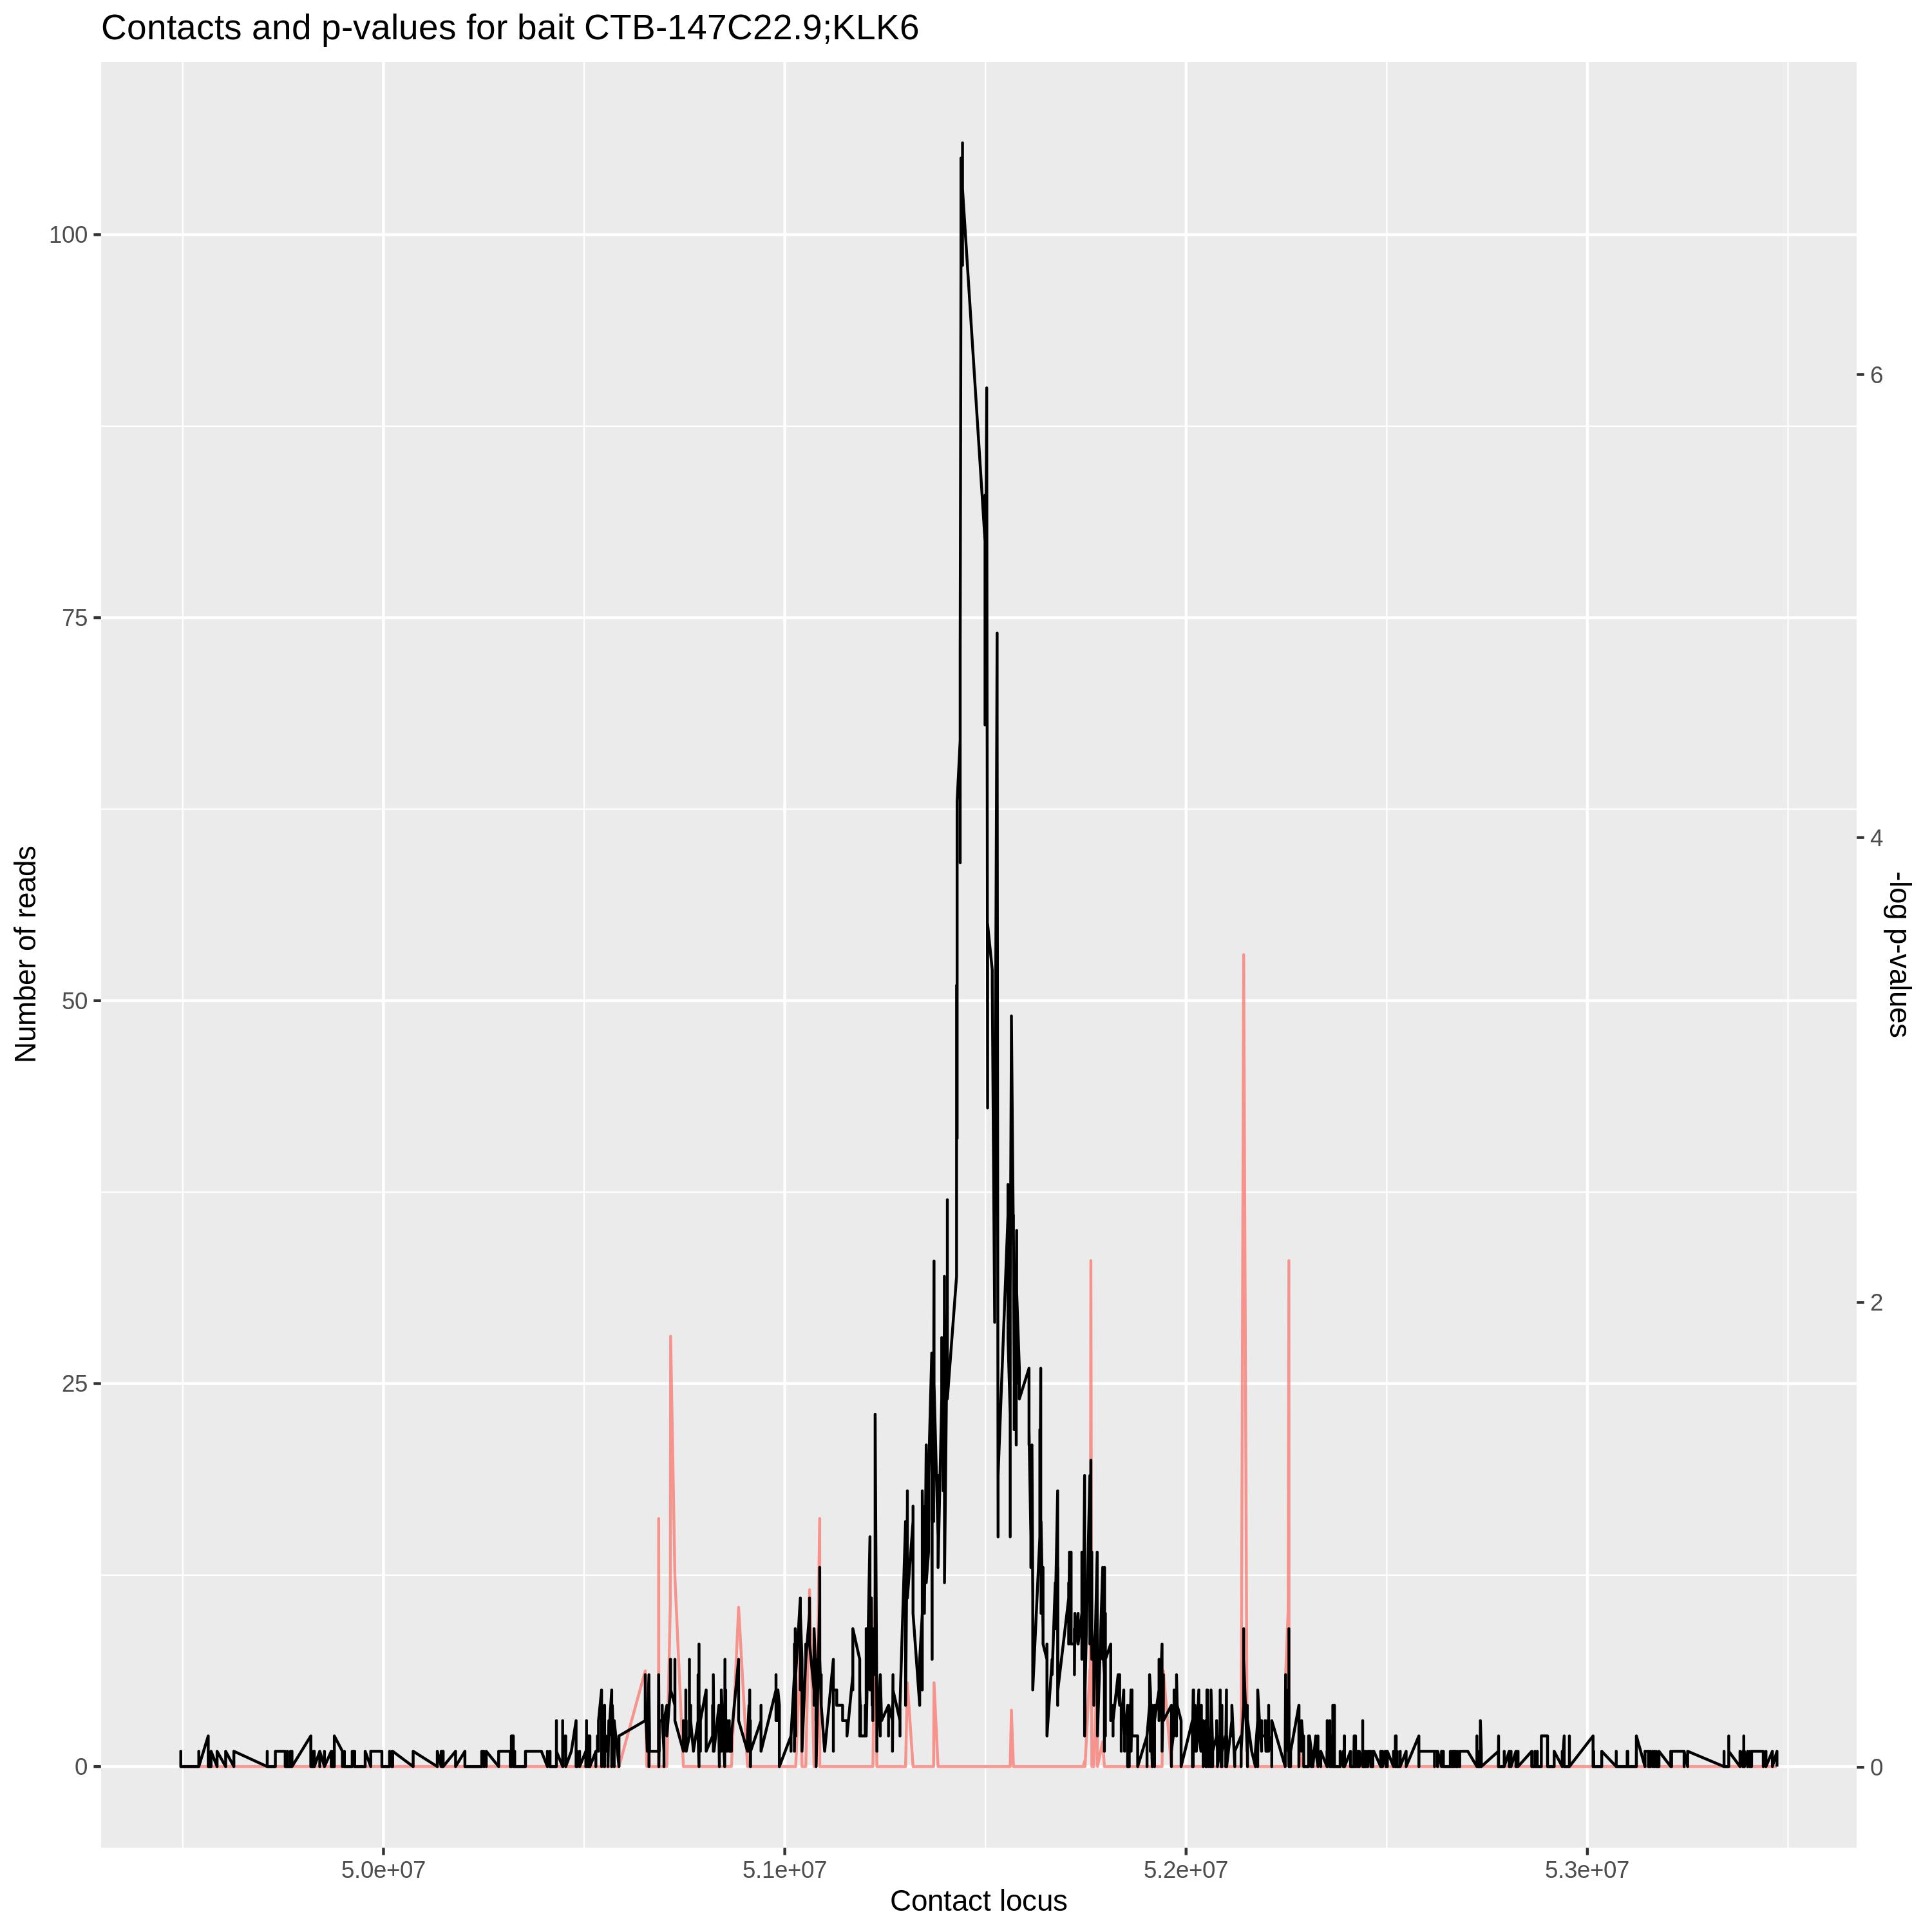 Contacts and p-values for bait CTB-147C22.9;KLK6
100
75
50
25
0
Number of reads
6
4
2
0
-log p-values
5.0e+07
5.1e+07
5.2e+07
5.3e+07
Contact locus